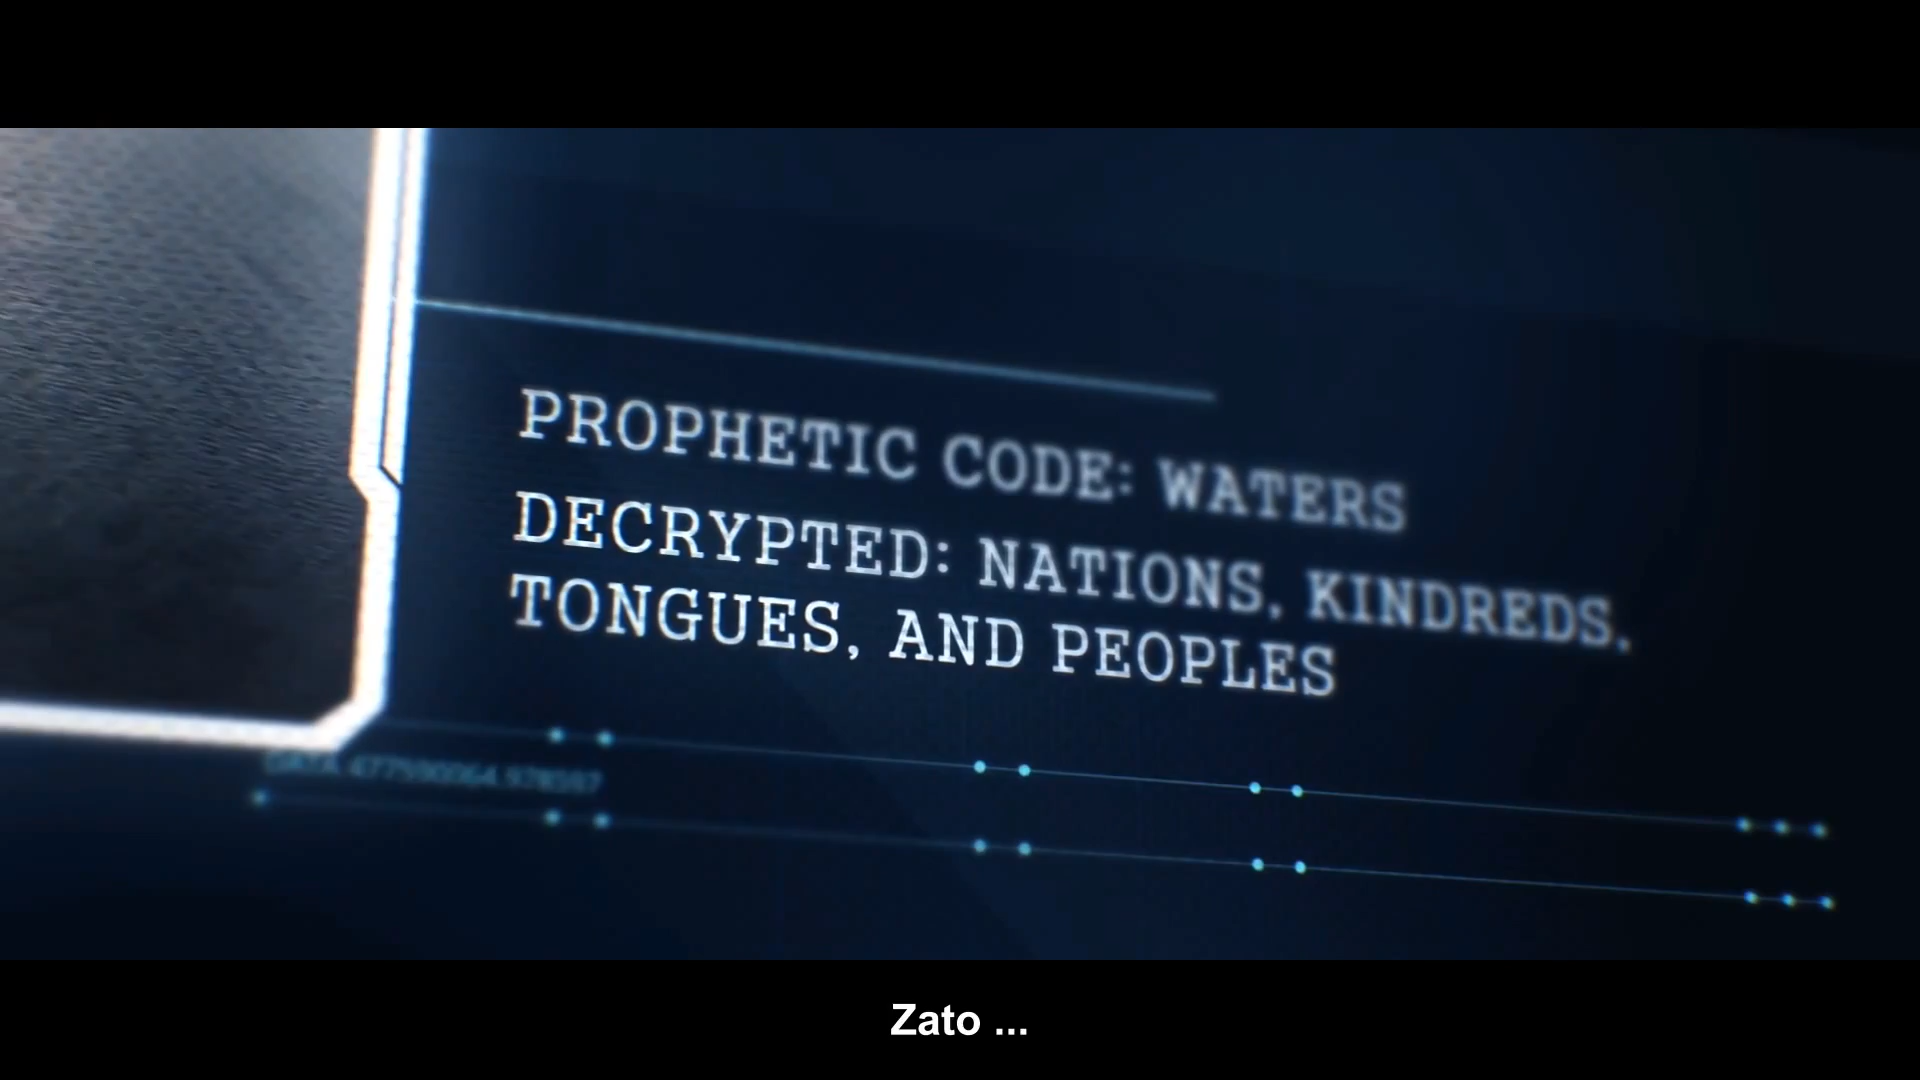 PROPHETIC CODE: WATERS
DECRYPTED: NATIONS, KINDREDS,
TONGUES, AND PEOPLES
Zato ...